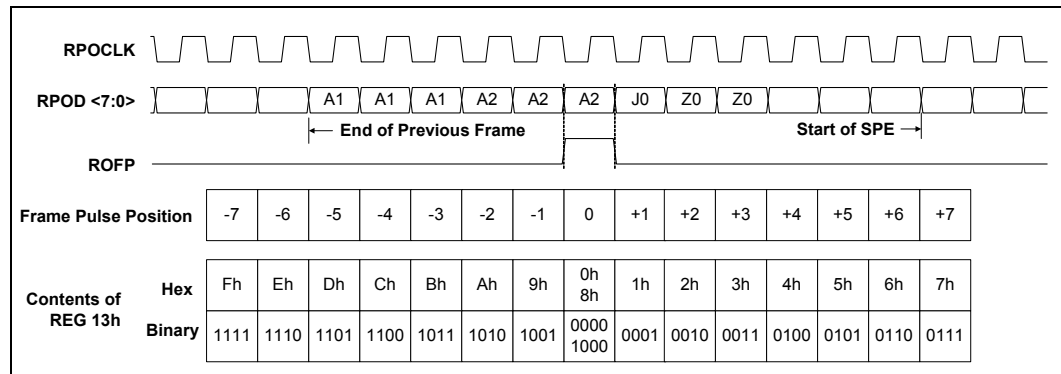 RPOCLK
RPOD <7:0> A1 A1 A1 A2 A2 A2 J0 Z0 Z0
End of Previous Frame Start of SPE
ROFP
Frame Pulse Position -7 -6 -5 -4 -3 -2 -1 0 +1 +2 +3 +4 +5 +6 +7
Contents of REG 13h
Hex Fh Eh Dh Ch Bh Ah 9h 0h 8h 1h 2h 3h 4h 5h 6h 7h
Binary 1111 1110 1101 1100 1011 1010 1001 0000 1000 0001 0010 0011 0100 0101 0110 0111